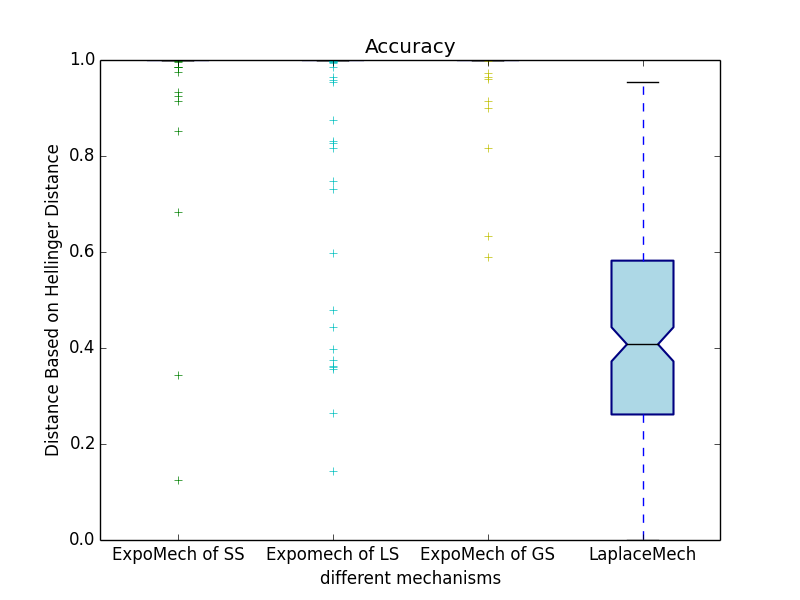 Accuracy
Distance Based on Hellinger Distance
1.0
0.8
0.6
0.4
0.2
0.0
ExpoMech of SS Expomech of LS ExpoMech of GS LaplaceMech
different mechanisms